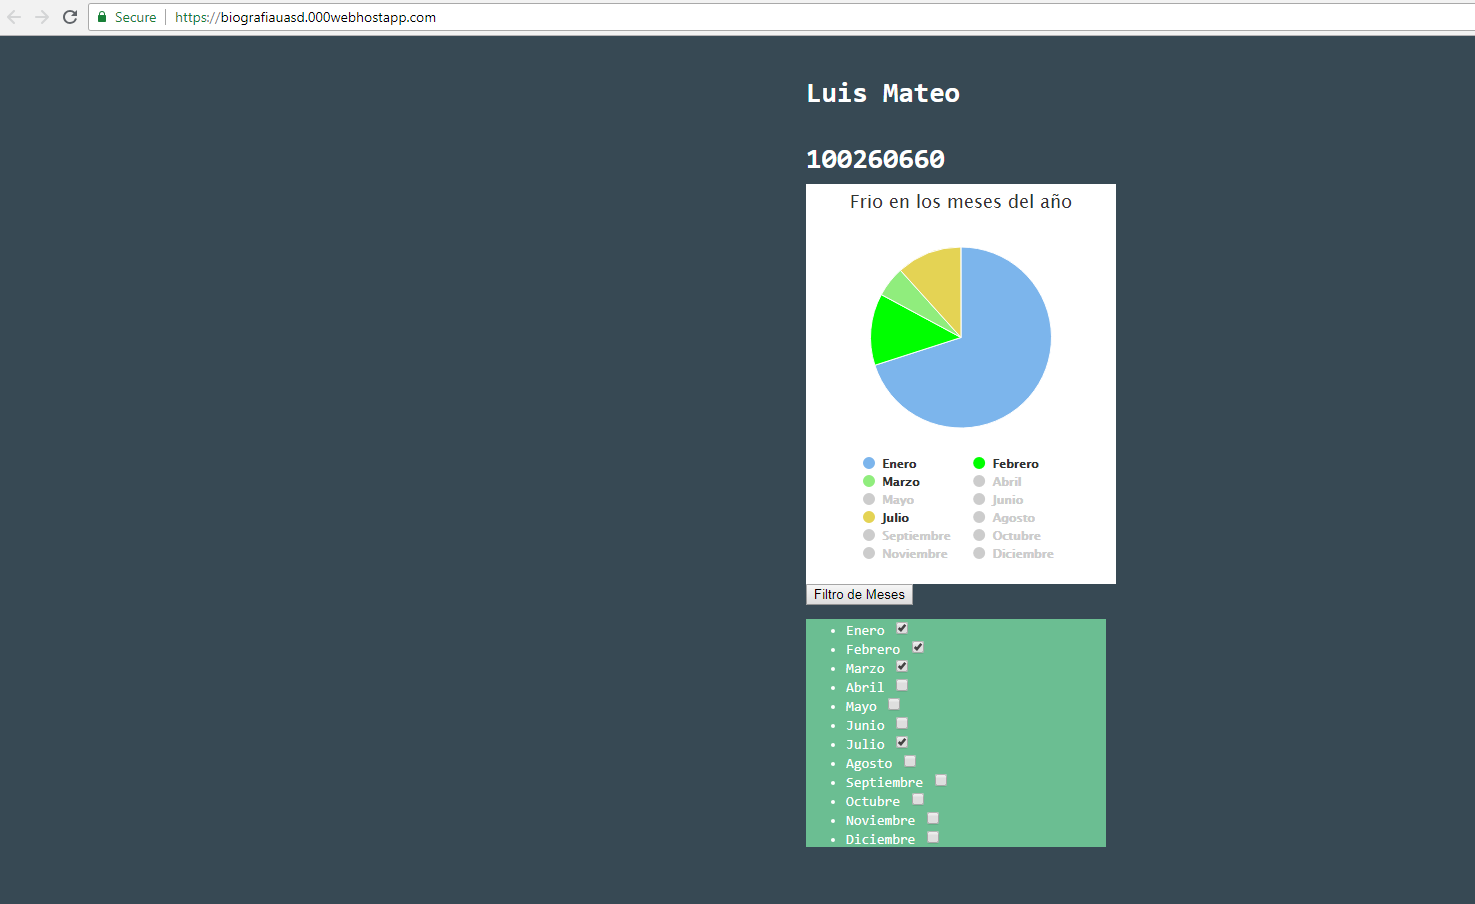 Secure https://biografiauasd.000webhostapp.com
Luis Mateo
100260660
Frio en los meses del año
Enero Febrero
Marzo Abril
Mayo Junio
Julio Agosto
Septiembre Octubre
Noviembre Diciembre
Filtro de Meses
Enero
Febrero
Marzo
Abril
Mayo
Junio
Julio
Agosto
Septiembre
Octubre
Noviembre
Diciembre